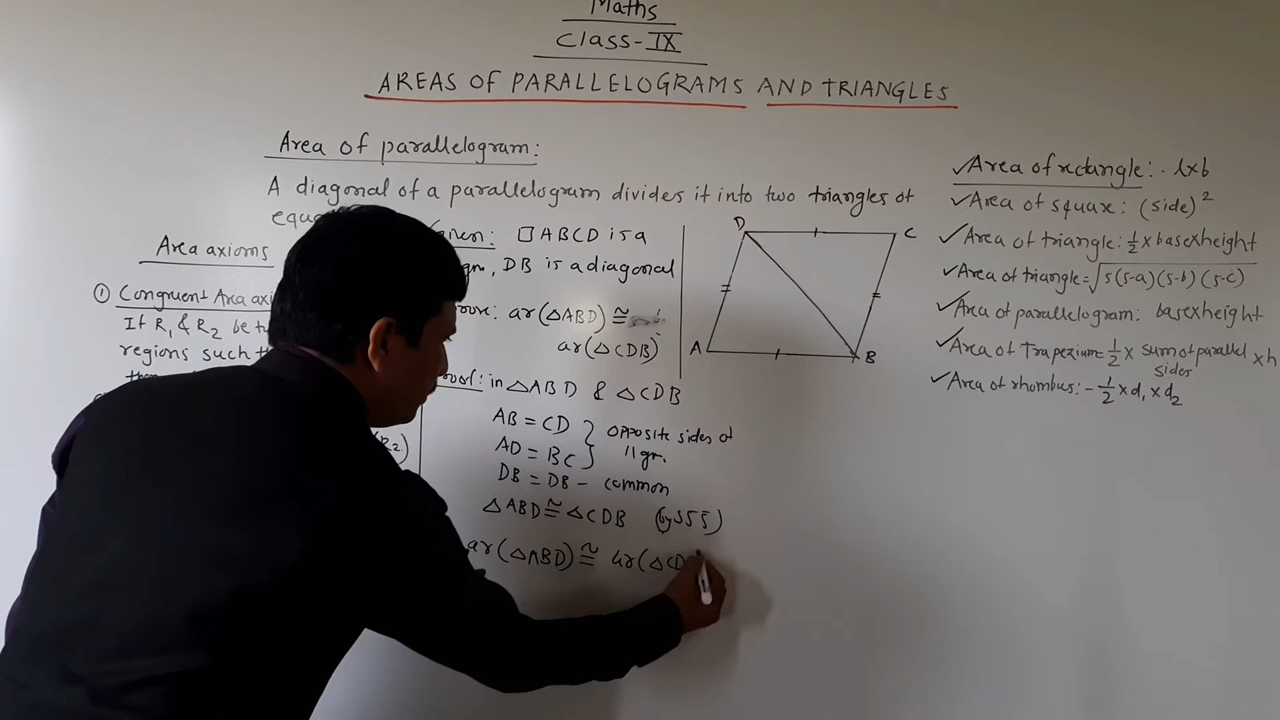 Maths
Class-IX
AREAS OF PARALLELOGRAMS AND TRIANGLES
Area of parallelogram:
A diagonal of a parallelogram divides it into two triangles of
Area axioms
① Congruent Area
If R₁ & R₂ be
regions such
R₂)
□ABCD is a
DB is a diagonal
ar(△ABD) ≅
ar(△CDB)
in △ABD & △CDB
AB = CD } opposite sides of
AD = BC } llgm.
DB = DB - common
△ABD ≅ △CDB (by SSS)
ar(△ABD) ≅ ar(△CD
D C
A B
✓Area of rectangle: l×b
✓Area of square: (side)²
✓Area of triangle: ½×base×height
✓Area of triangle=√s(s-a)(s-b)(s-c)
✓Area of parallelogram: base×height
✓Area of Trapezium=½× sum of parallel sides ×h
✓Area of rhombus:-½×d₁×d₂